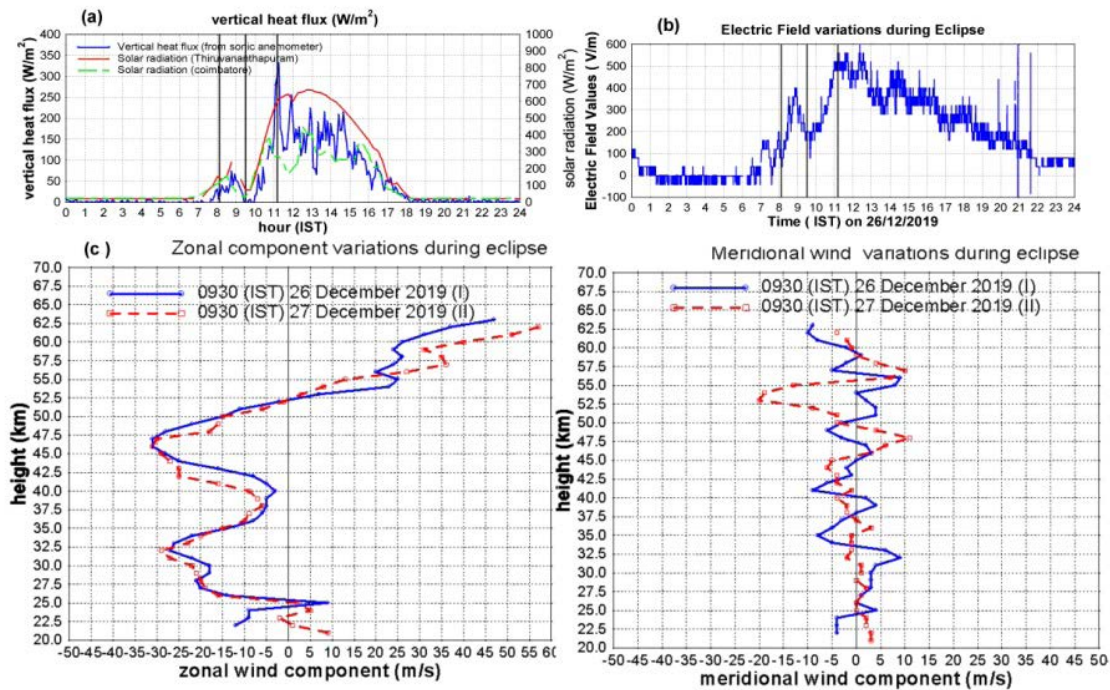 (a)
vertical heat flux (W/m²)
vertical heat flux (W/m²)
400
350
300
250
200
150
100
50
0
Vertical heat flux (from sonic anemometer)
Solar radiation (Thiruvananthapuram)
Solar radiation (coimbatore)
1000
900
800
700
600
500
400
300
200
100
0
solar radiation (W/m²)
0 1 2 3 4 5 6 7 8 9 10 11 12 13 14 15 16 17 18 19 20 21 22 23 24
hour (IST)
(b)
Electric Field variations during Eclipse
Electric Field Values ( V/m)
600
500
400
300
200
100
0
-100
0 1 2 3 4 5 6 7 8 9 10 11 12 13 14 15 16 17 18 19 20 21 22 23 24
Time ( IST) on 26/12/2019
(c )
Zonal component variations during eclipse
height (km)
70.0
67.5
65.0
62.5
60.0
57.5
55.0
52.5
50.0
47.5
45.0
42.5
40.0
37.5
35.0
32.5
30.0
27.5
25.0
22.5
20.0
0930 (IST) 26 December 2019 (I)
0930 (IST) 27 December 2019 (II)
-50-45-40-35-30-25-20-15-10 -5 0 5 10 15 20 25 30 35 40 45 50 55 60
zonal wind component (m/s)
Meridional wind variations during eclipse
height (km)
70.0
67.5
65.0
62.5
60.0
57.5
55.0
52.5
50.0
47.5
45.0
42.5
40.0
37.5
35.0
32.5
30.0
27.5
25.0
22.5
20.0
0930 (IST) 26 December 2019 (I)
0930 (IST) 27 December 2019 (II)
-50-45-40-35-30-25-20-15-10 -5 0 5 10 15 20 25 30 35 40 45 50
meridional wind component (m/s)